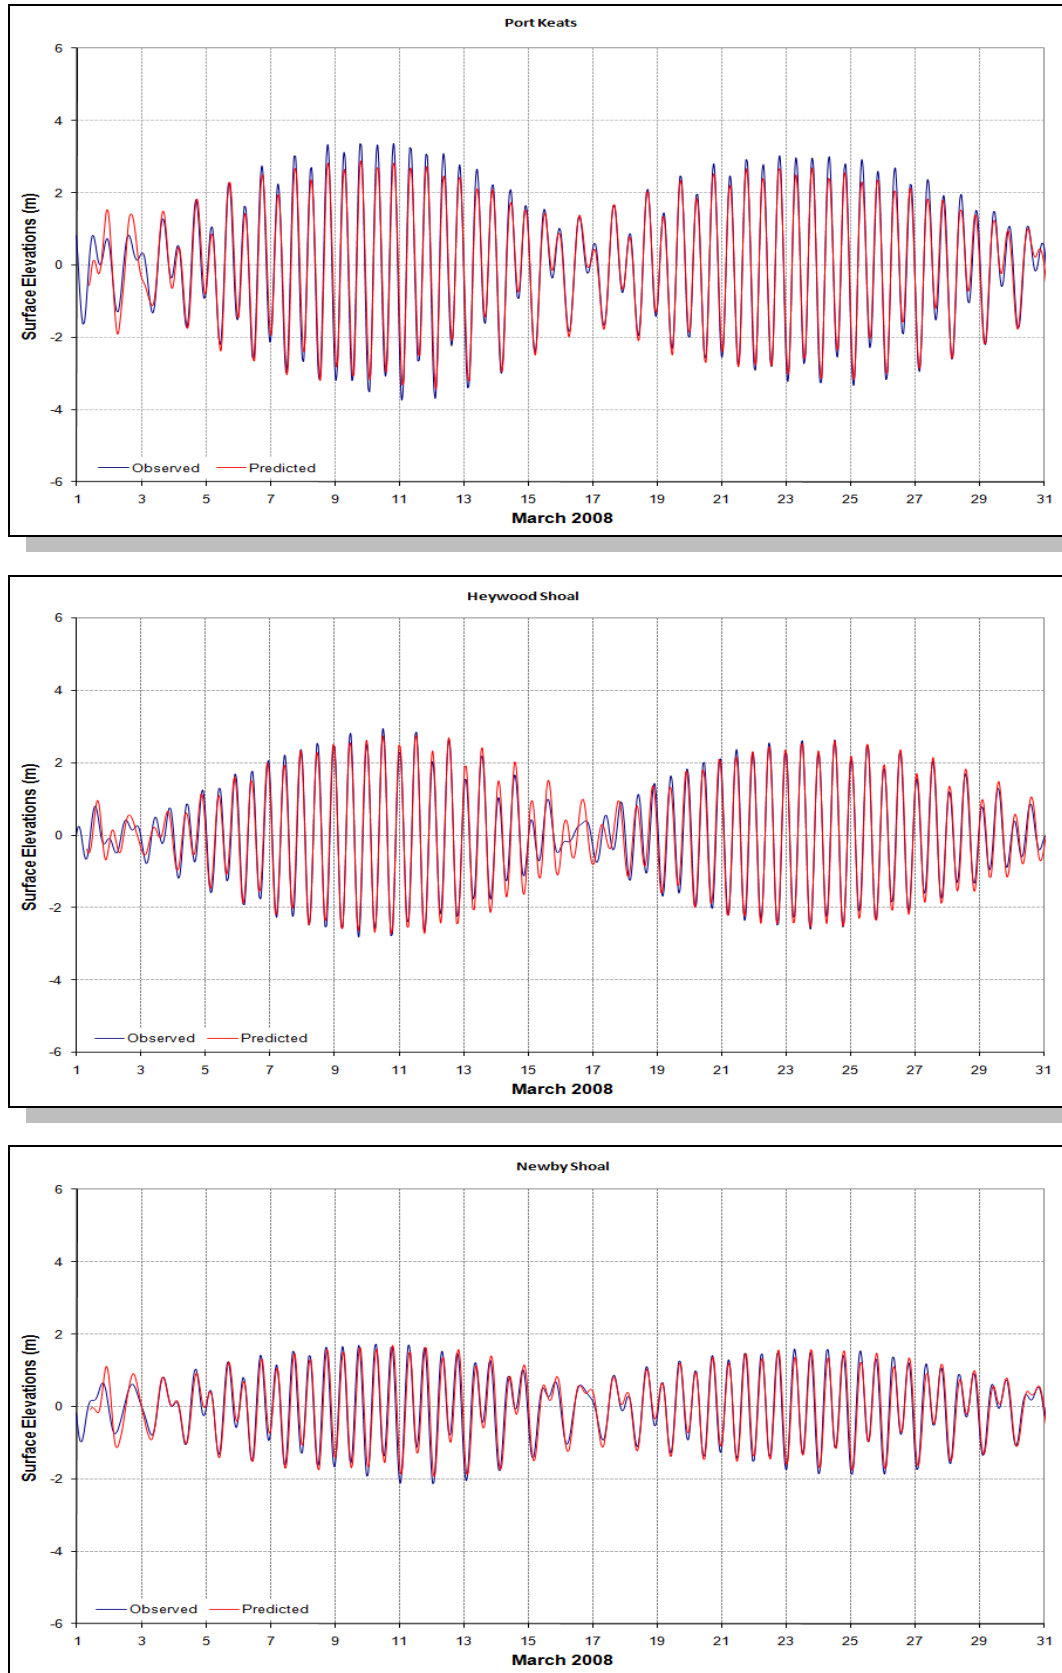 Port Keats
6
4
2
0
-2
-4
-6
Surface Elevations (m)
Observed Predicted
1 3 5 7 9 11 13 15 17 19 21 23 25 27 29 31
March 2008
Heywood Shoal
6
4
2
0
-2
-4
-6
Surface Elevations (m)
Observed Predicted
1 3 5 7 9 11 13 15 17 19 21 23 25 27 29 31
March 2008
Newby Shoal
6
4
2
0
-2
-4
-6
Surface Elevations (m)
Observed Predicted
1 3 5 7 9 11 13 15 17 19 21 23 25 27 29 31
March 2008